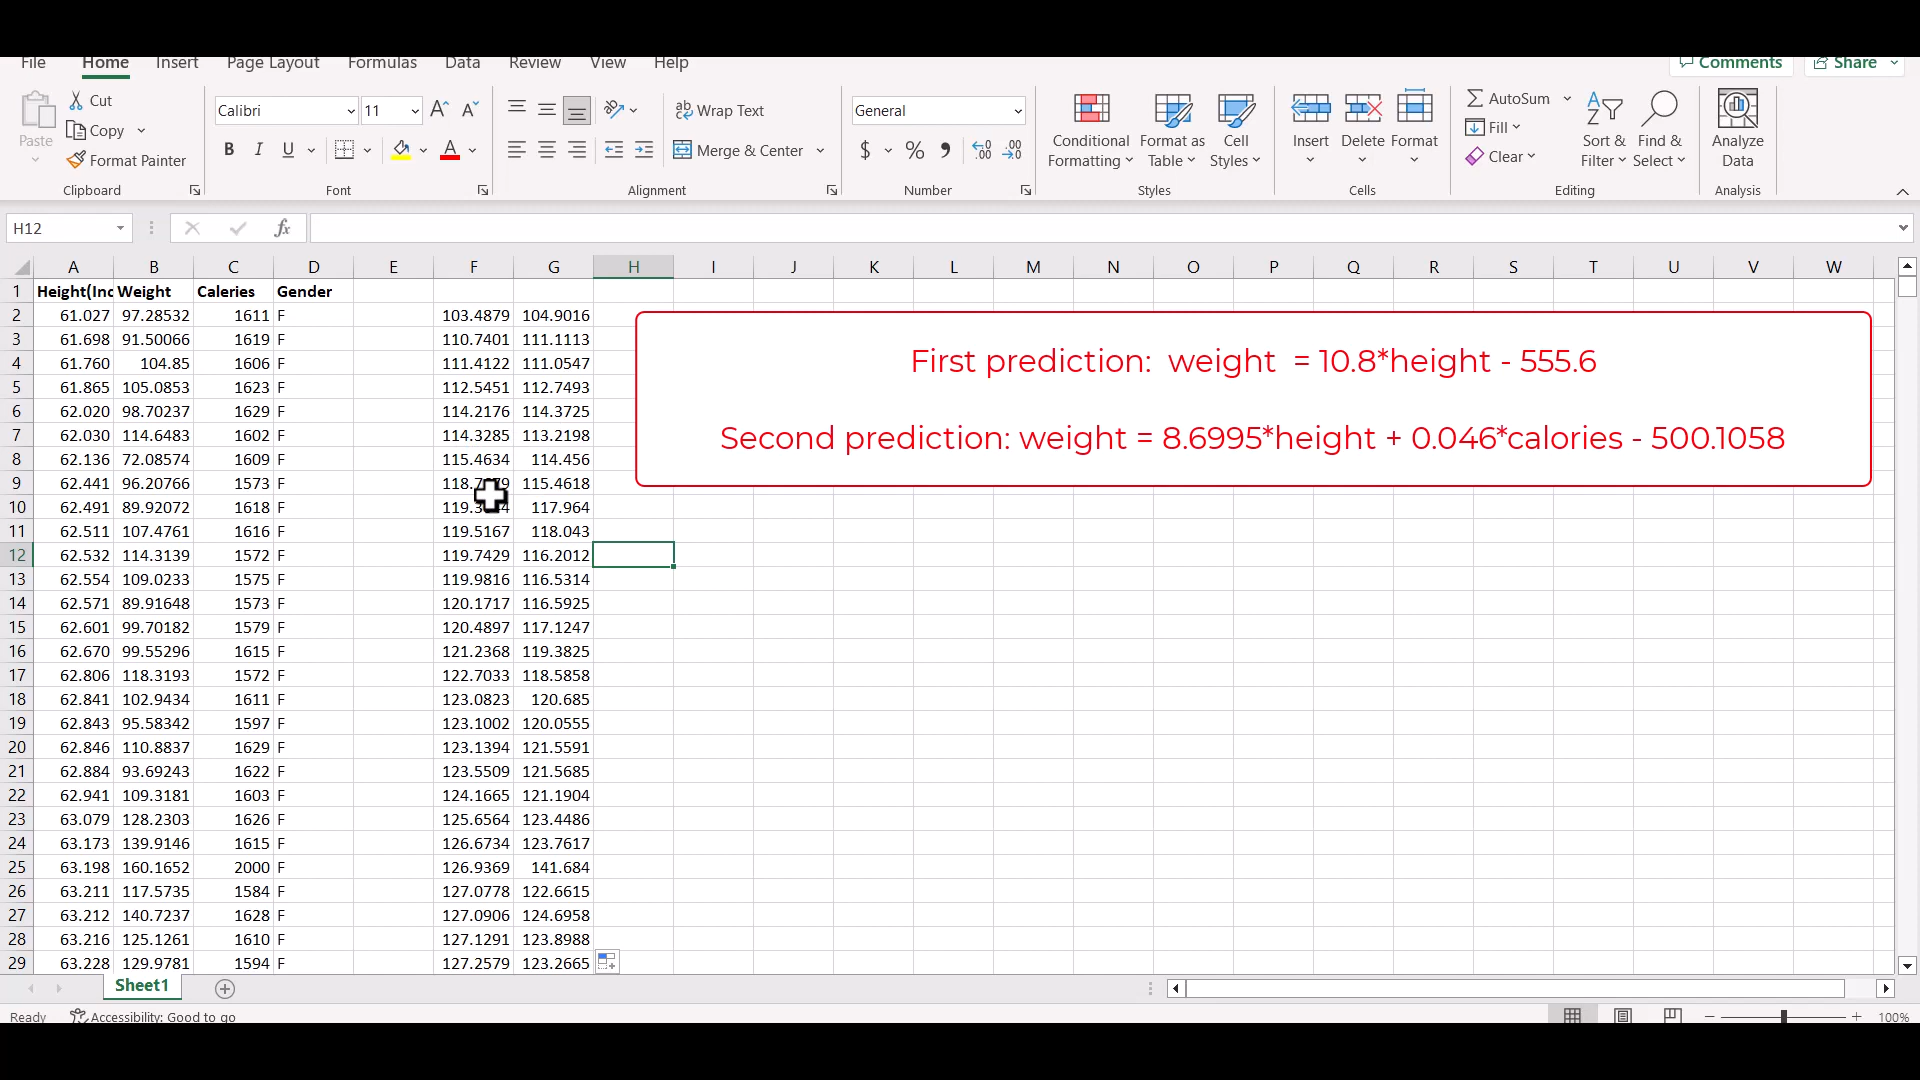 File Home Insert Page Layout Formulas Data Review View Help Comments Share
Cut Calibri 11 A^ A˅ ab Wrap Text General AutoSum
Paste Copy Conditional Formatting Format as Table Cell Styles Insert Delete Format Fill Sort & Filter Find & Select Analyze Data
Format Painter B I U A Merge & Center $ % , .00 .00 Clear
Clipboard Font Alignment Number Styles Cells Editing Analysis
H12 fx
A B C D E F G H I J K L M N O P Q R S T U V W
1 Height(Inc Weight Caleries Gender
2 61.027 97.28532 1611 F 103.4879 104.9016
3 61.698 91.50066 1619 F 110.7401 111.1113
4 61.760 104.85 1606 F 111.4122 111.0547
5 61.865 105.0853 1623 F 112.5451 112.7493
6 62.020 98.70237 1629 F 114.2176 114.3725
7 62.030 114.6483 1602 F 114.3285 113.2198
8 62.136 72.08574 1609 F 115.4634 114.456
9 62.441 96.20766 1573 F 115.4618
10 62.491 89.92072 1618 F 117.964
11 62.511 107.4761 1616 F 119.5167 118.043
12 62.532 114.3139 1572 F 119.7429 116.2012
13 62.554 109.0233 1575 F 119.9816 116.5314
14 62.571 89.91648 1573 F 120.1717 116.5925
15 62.601 99.70182 1579 F 120.4897 117.1247
16 62.670 99.55296 1615 F 121.2368 119.3825
17 62.806 118.3193 1572 F 122.7033 118.5858
18 62.841 102.9434 1611 F 123.0823 120.685
19 62.843 95.58342 1597 F 123.1002 120.0555
20 62.846 110.8837 1629 F 123.1394 121.5591
21 62.884 93.69243 1622 F 123.5509 121.5685
22 62.941 109.3181 1603 F 124.1665 121.1904
23 63.079 128.2303 1626 F 125.6564 123.4486
24 63.173 139.9146 1615 F 126.6734 123.7617
25 63.198 160.1652 2000 F 126.9369 141.684
26 63.211 117.5735 1584 F 127.0778 122.6615
27 63.212 140.7237 1628 F 127.0906 124.6958
28 63.216 125.1261 1610 F 127.1291 123.8988
29 63.228 129.9781 1594 F 127.2579 123.2665
First prediction: weight = 10.8*height - 555.6
Second prediction: weight = 8.6995*height + 0.046*calories - 500.1058
Sheet1
Ready Accessibility: Good to go 100%